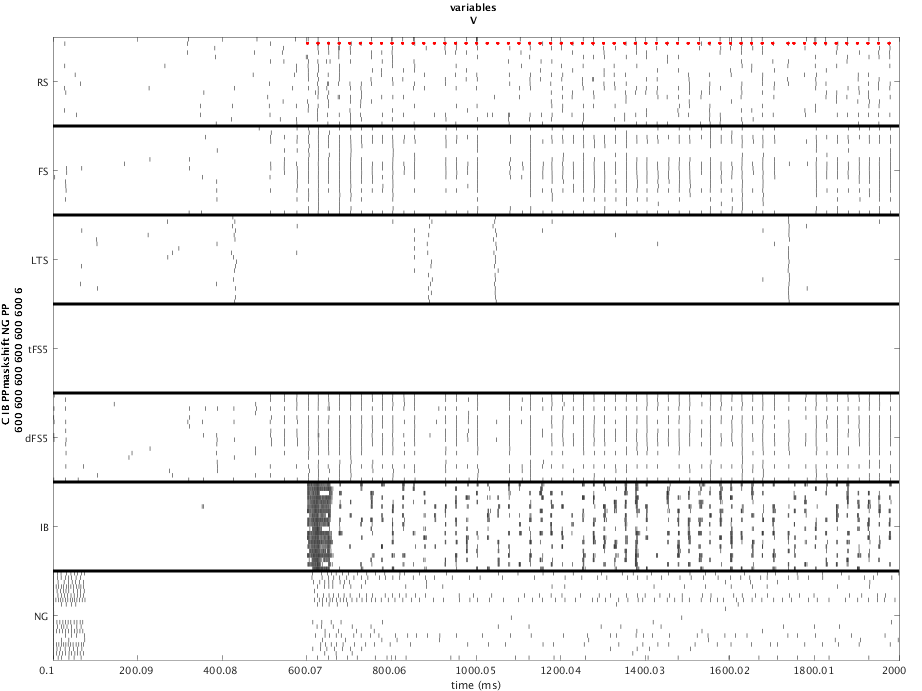 variables
V
RS
FS
LTS
tFS5
dFS5
IB
NG
C IB PPmaskshift NG PP
600 600 600 600 600 600 6
0.1 200.09 400.08 600.07 800.06 1000.05 1200.04 1400.03 1600.02 1800.01 2000
time (ms)